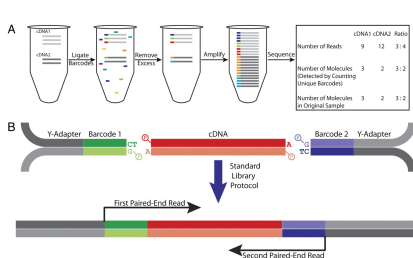 A
cDNA1
cDNA2
Ligate
Barcodes
Remove
Excess
Amplify
Sequence
cDNA1 cDNA2 Ratio
Number of Reads 9 12 3:4
Number of Molecules 3 2 3:2
(Detected by Counting
Unique Barcodes)
Number of Molecules 3 2 3:2
in Original Sample
B
Y-Adapter Barcode 1 cDNA Barcode 2 Y-Adapter
CT P A P G
G P A P TC
Standard
Library
Protocol
First Paired-End Read
Second Paired-End Read